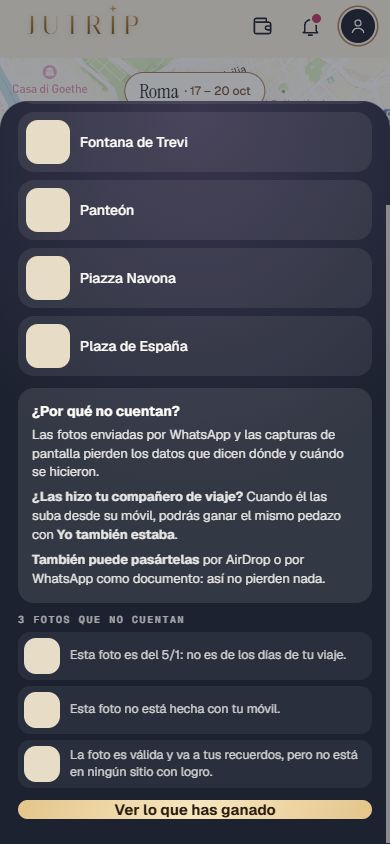 JUTRIP
Casa di Goethe
Roma · 17 – 20 oct
Fontana de Trevi
Panteón
Piazza Navona
Plaza de España
¿Por qué no cuentan?
Las fotos enviadas por WhatsApp y las capturas de
pantalla pierden los datos que dicen dónde y cuándo
se hicieron.
¿Las hizo tu compañero de viaje? Cuando él las
suba desde su móvil, podrás ganar el mismo pedazo
con Yo también estaba.
También puede pasártelas por AirDrop o por
WhatsApp como documento: así no pierden nada.
3 FOTOS QUE NO CUENTAN
Esta foto es del 5/1: no es de los días de tu viaje.
Esta foto no está hecha con tu móvil.
La foto es válida y va a tus recuerdos, pero no está
en ningún sitio con logro.
Ver lo que has ganado